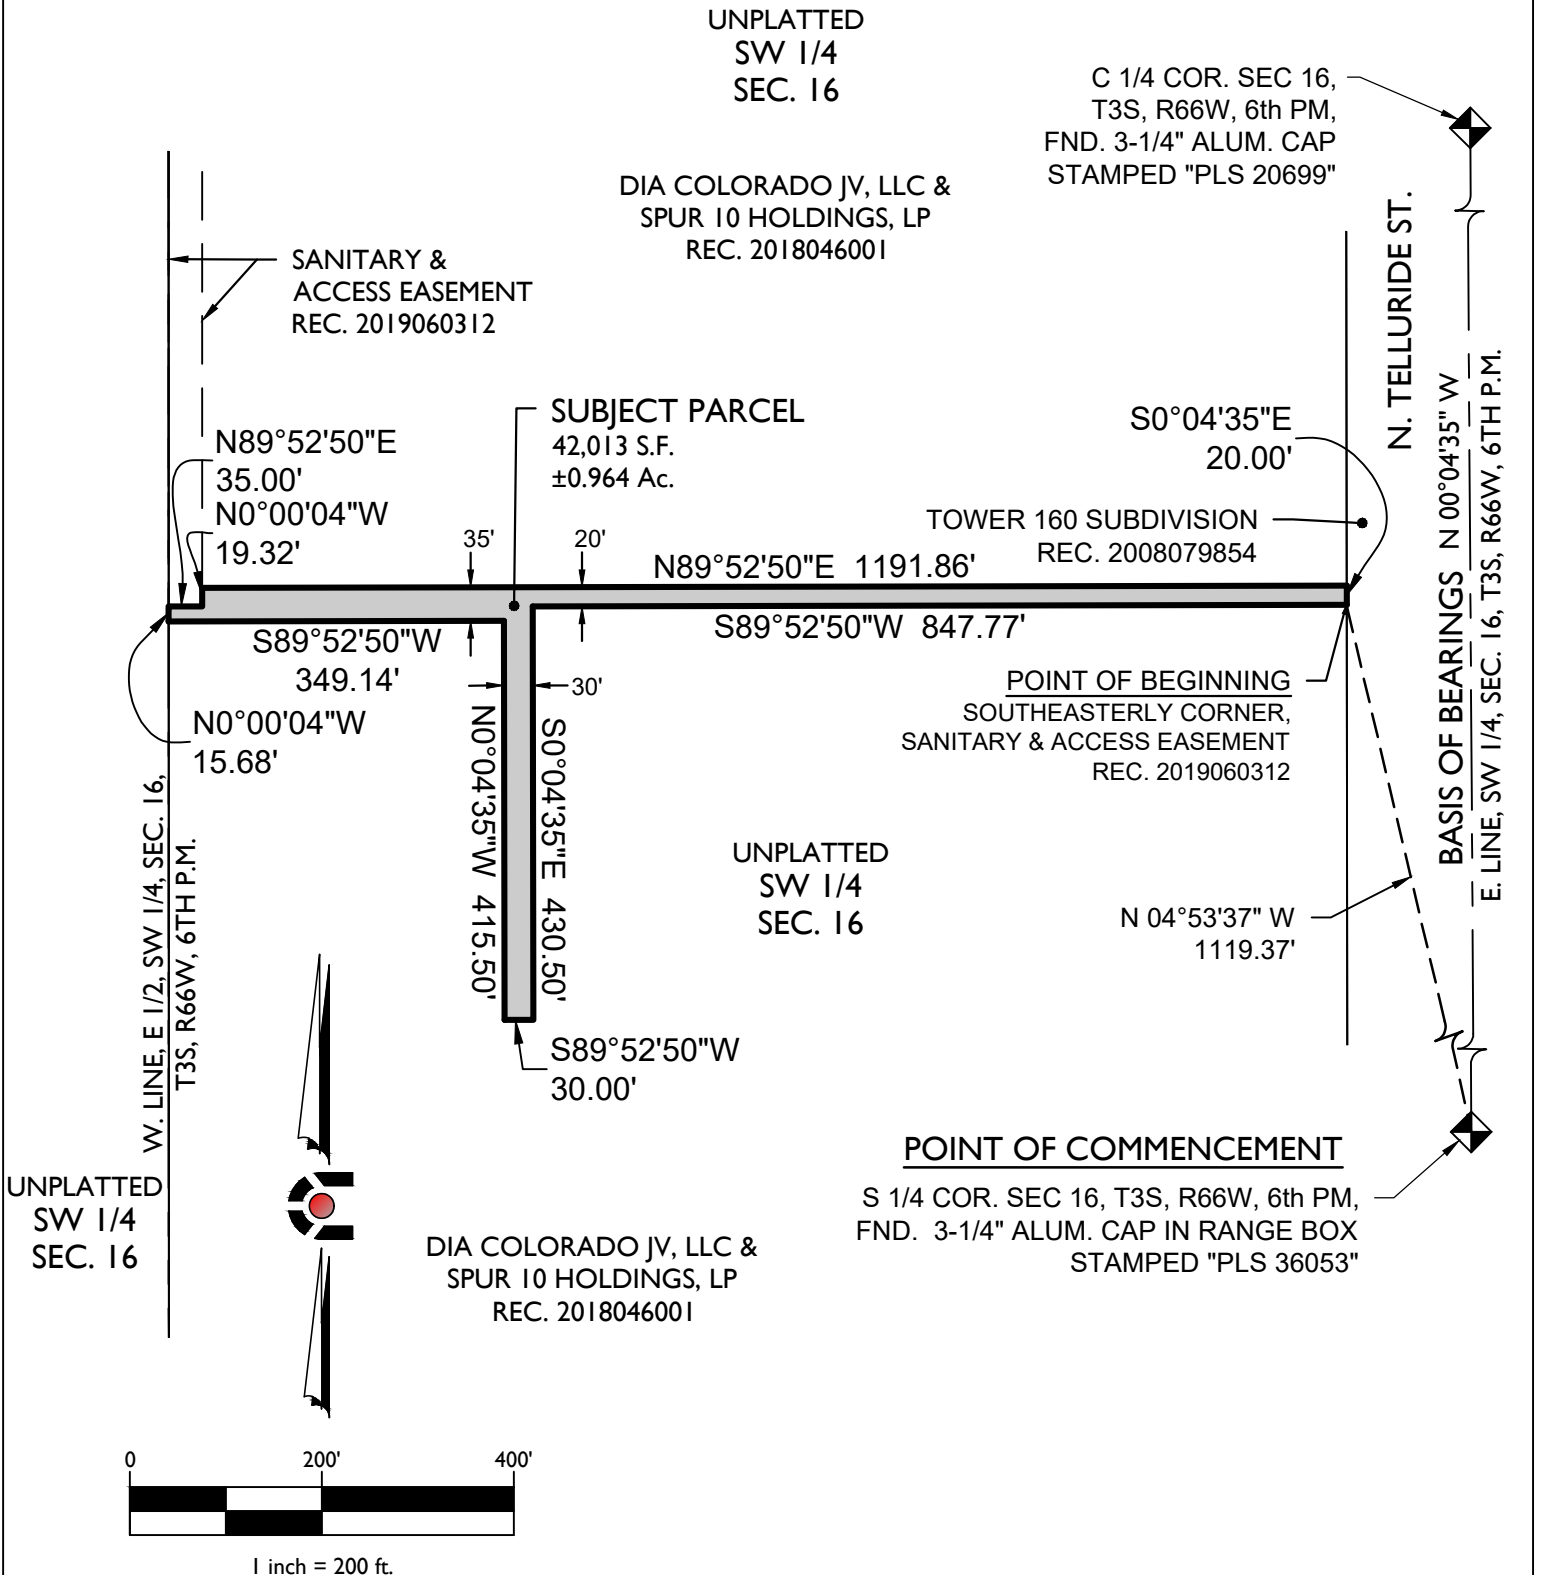 UNPLATTED
SW 1/4
SEC. 16
C 1/4 COR. SEC 16,
T3S, R66W, 6th PM,
FND. 3-1/4" ALUM. CAP
STAMPED "PLS 20699"
DIA COLORADO JV, LLC &
SPUR 10 HOLDINGS, LP
REC. 2018046001
N. TELLURIDE ST.
SANITARY &
ACCESS EASEMENT
REC. 2019060312
BASIS OF BEARINGS N 00°04'35" W
E. LINE, SW 1/4, SEC. 16, T3S, R66W, 6TH P.M.
SUBJECT PARCEL
42,013 S.F.
±0.964 Ac.
S0°04'35"E
20.00'
N89°52'50"E
35.00'
N0°00'04"W
19.32'
TOWER 160 SUBDIVISION
REC. 2008079854
35'
20'
N89°52'50"E 1191.86'
S89°52'50"W 847.77'
S89°52'50"W
349.14'
30'
POINT OF BEGINNING
SOUTHEASTERLY CORNER,
SANITARY & ACCESS EASEMENT
REC. 2019060312
N0°00'04"W
15.68'
N0°04'35"W 415.50'
S0°04'35"E 430.50'
W. LINE, E 1/2, SW 1/4, SEC. 16,
T3S, R66W, 6TH P.M.
UNPLATTED
SW 1/4
SEC. 16
N 04°53'37" W
1119.37'
S89°52'50"W
30.00'
POINT OF COMMENCEMENT
S 1/4 COR. SEC 16, T3S, R66W, 6th PM,
FND. 3-1/4" ALUM. CAP IN RANGE BOX
STAMPED "PLS 36053"
UNPLATTED
SW 1/4
SEC. 16
DIA COLORADO JV, LLC &
SPUR 10 HOLDINGS, LP
REC. 2018046001
0 200' 400'
1 inch = 200 ft.